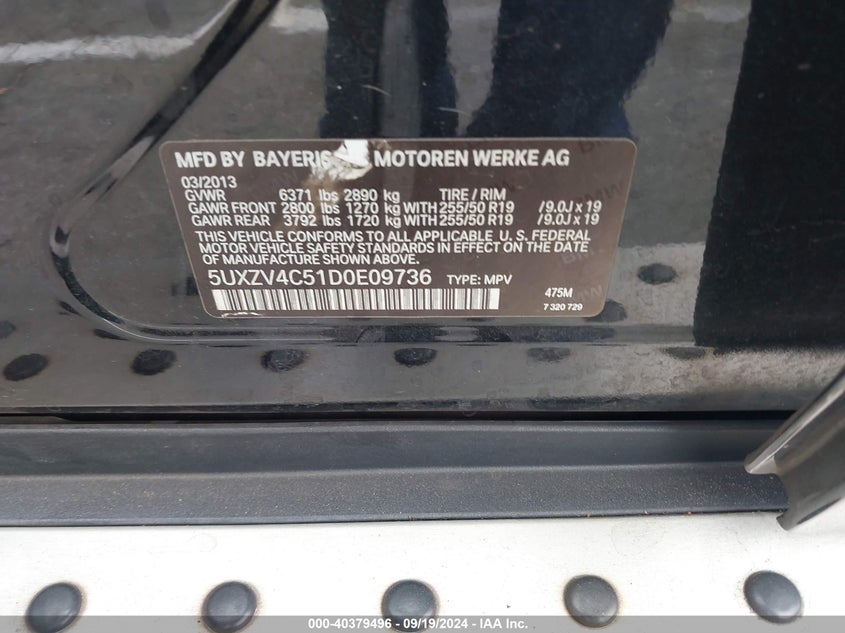 MFD BY BAYERIS MOTOREN WERKE AG
03/2013
GVWR 6371 lbs 2890 kg TIRE / RIM
GAWR FRONT 2800 lbs 1270 kg WITH 255/50 R19 /9.0J x 19
GAWR REAR 3792 lbs 1720 kg WITH 255/50 R19 /9.0J x 19
THIS VEHICLE CONFORMS TO ALL APPLICABLE U.S. FEDERAL
MOTOR VEHICLE SAFETY STANDARDS IN EFFECT ON THE DATE
OF MANUFACTURE SHOWN ABOVE.
5UXZV4C51D0E09736 TYPE: MPV
475M
7 320 729
000-40379496 - 09/19/2024 - IAA Inc.